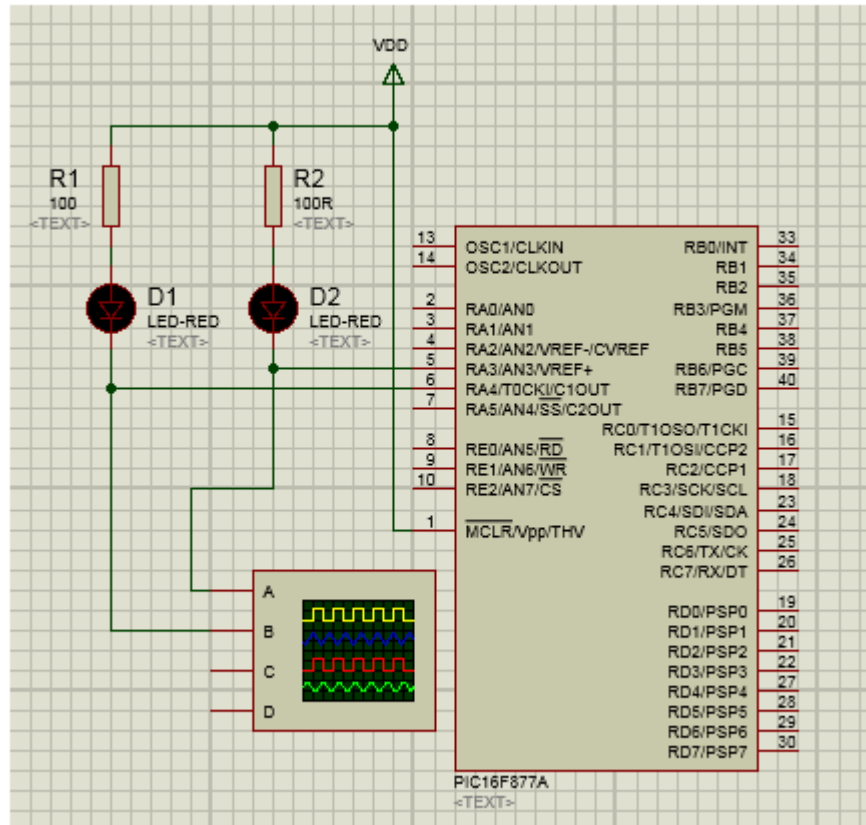 VDD
R1
100
<TEXT>
R2
100R
<TEXT>
D1
LED-RED
<TEXT>
D2
LED-RED
<TEXT>
13 OSC1/CLKIN
14 OSC2/CLKOUT
2 RA0/AN0
3 RA1/AN1
4 RA2/AN2/VREF-/CVREF
5 RA3/AN3/VREF+
6 RA4/T0CKI/C1OUT
7 RA5/AN4/SS/C2OUT
8 RE0/AN5/RD
9 RE1/AN6/WR
10 RE2/AN7/CS
1 MCLR/Vpp/THV
RB0/INT 33
RB1 34
RB2 35
RB3/PGM 36
RB4 37
RB5 38
RB6/PGC 39
RB7/PGD 40
RC0/T1OSO/T1CKI 15
RC1/T1OSI/CCP2 16
RC2/CCP1 17
RC3/SCK/SCL 18
RC4/SDI/SDA 23
RC5/SDO 24
RC6/TX/CK 25
RC7/RX/DT 26
RD0/PSP0 19
RD1/PSP1 20
RD2/PSP2 21
RD3/PSP3 22
RD4/PSP4 27
RD5/PSP5 28
RD6/PSP6 29
RD7/PSP7 30
PIC16F877A
<TEXT>
A
B
C
D